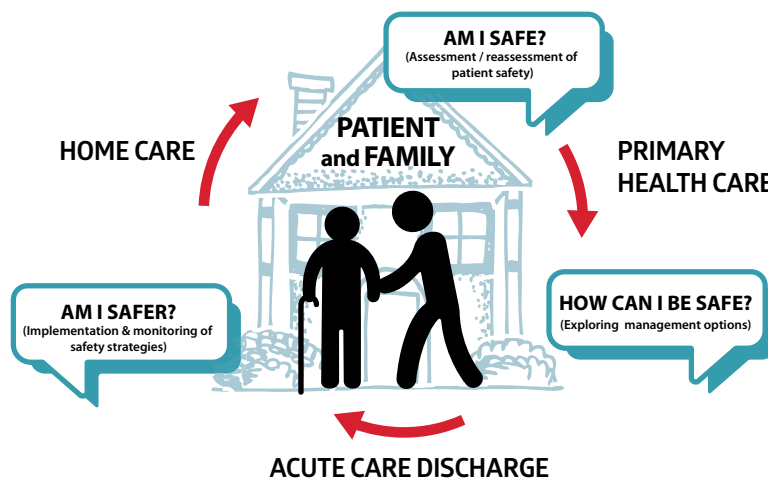 AM I SAFE?
(Assessment / reassessment of
patient safety)
PATIENT
and FAMILY
HOME CARE
PRIMARY
HEALTH CARE
AM I SAFER?
(Implementation & monitoring of
safety strategies)
HOW CAN I BE SAFE?
(Exploring management options)
ACUTE CARE DISCHARGE